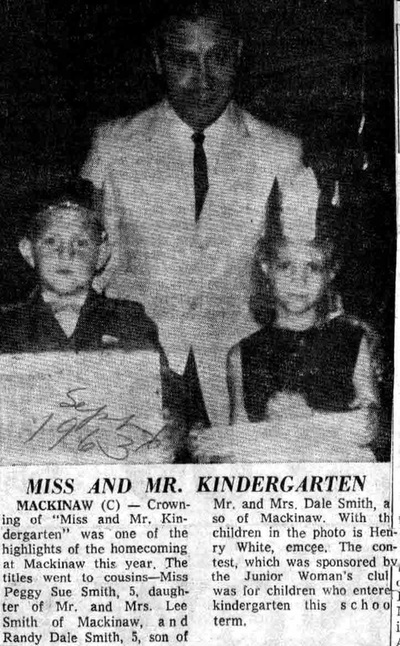 Sept
1963
MISS AND MR. KINDERGARTEN
MACKINAW (C) — Crown-
ing of "Miss and Mr. Kin-
dergarten" was one of the
highlights of the homecoming
at Mackinaw this year. The
titles went to cousins—Miss
Peggy Sue Smith, 5, daugh-
ter of Mr. and Mrs. Lee
Smith of Mackinaw, and
Randy Dale Smith, 5, son of
Mr. and Mrs. Dale Smith, a
so of Mackinaw. With th
children in the photo is Hen-
ry White, emcee. The con-
test, which was sponsored by
the Junior Woman's clu
was for children who entere
kindergarten this schoo
term.